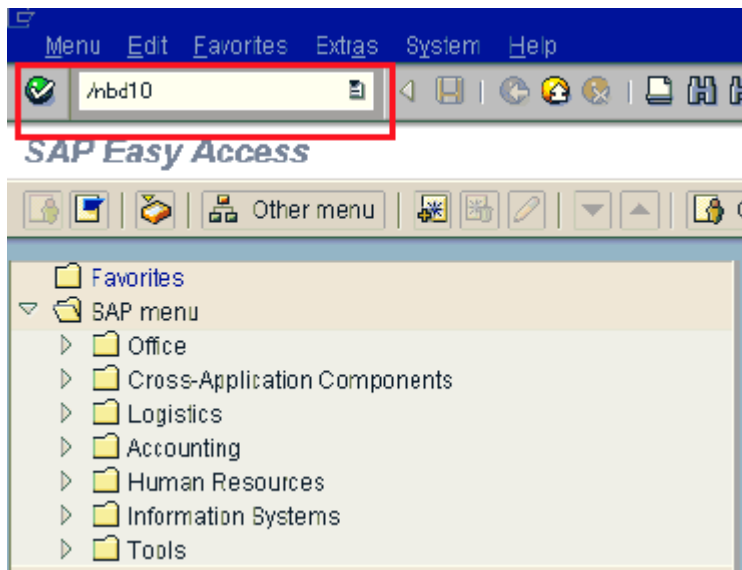 Menu Edit Favorites Extras System Help
/nbd10
SAP Easy Access
Other menu
Favorites
SAP menu
Office
Cross-Application Components
Logistics
Accounting
Human Resources
Information Systems
Tools